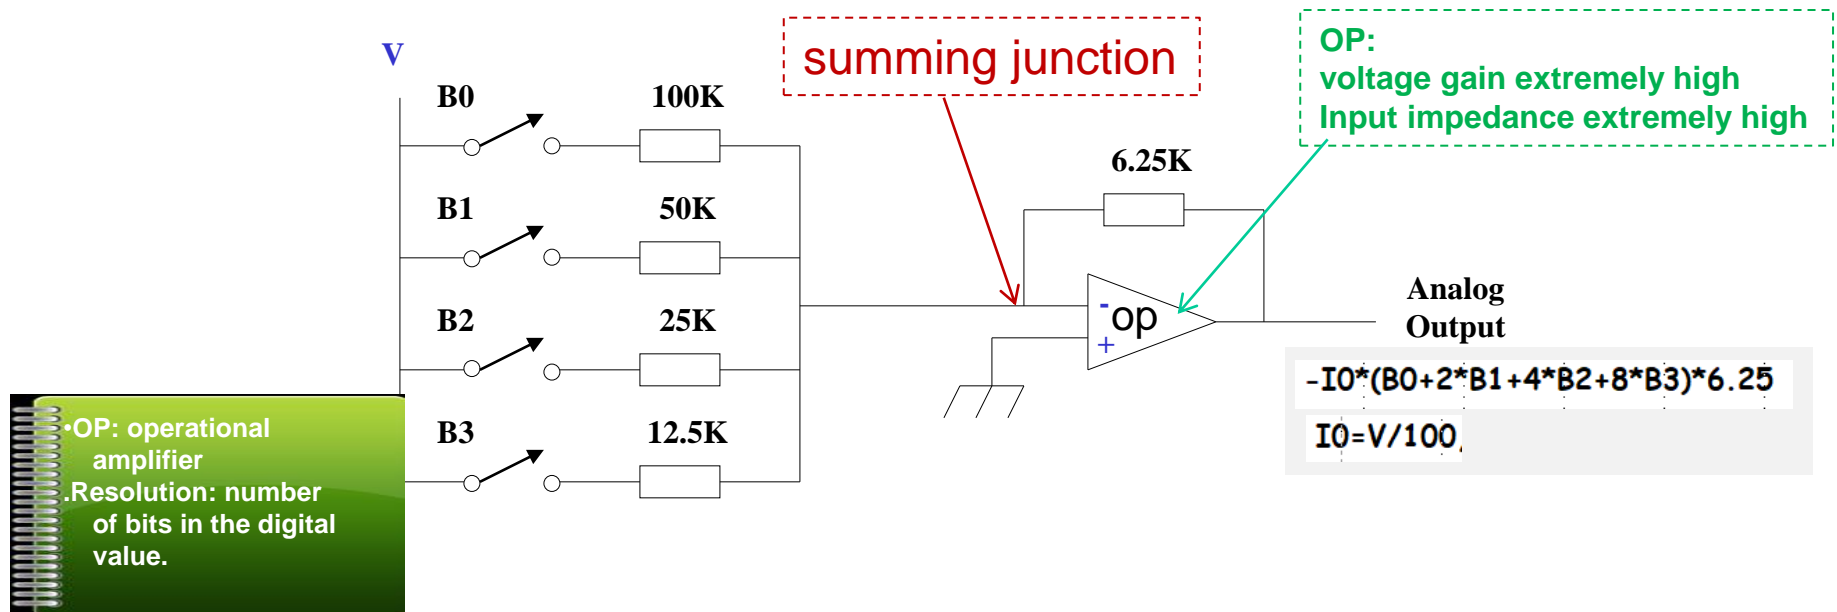 V
summing junction
OP:
voltage gain extremely high
Input impedance extremely high
B0
100K
6.25K
B1
50K
B2
25K
-
op
+
Analog
Output
-I0*(B0+2*B1+4*B2+8*B3)*6.25
I0=V/100,
B3
12.5K
•OP: operational
amplifier
.Resolution: number
of bits in the digital
value.